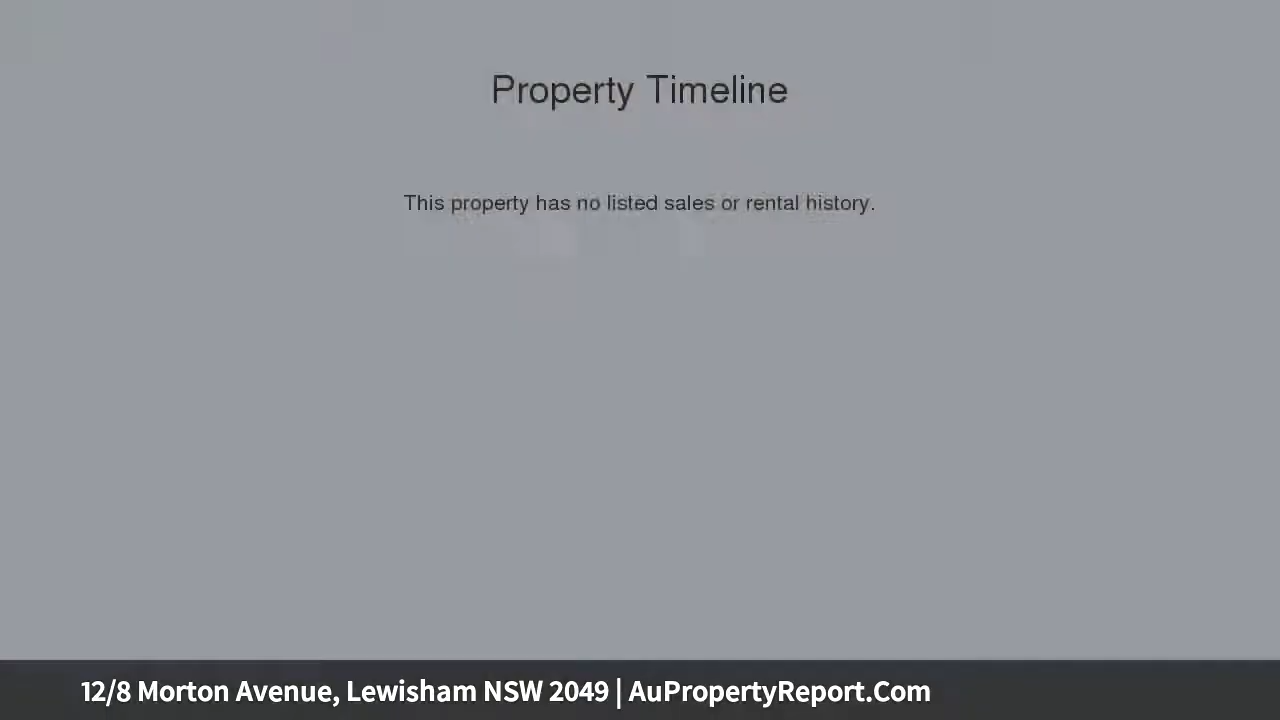 Property Timeline
This property has no listed sales or rental history.
12/8 Morton Avenue, Lewisham NSW 2049 | AuPropertyReport.Com